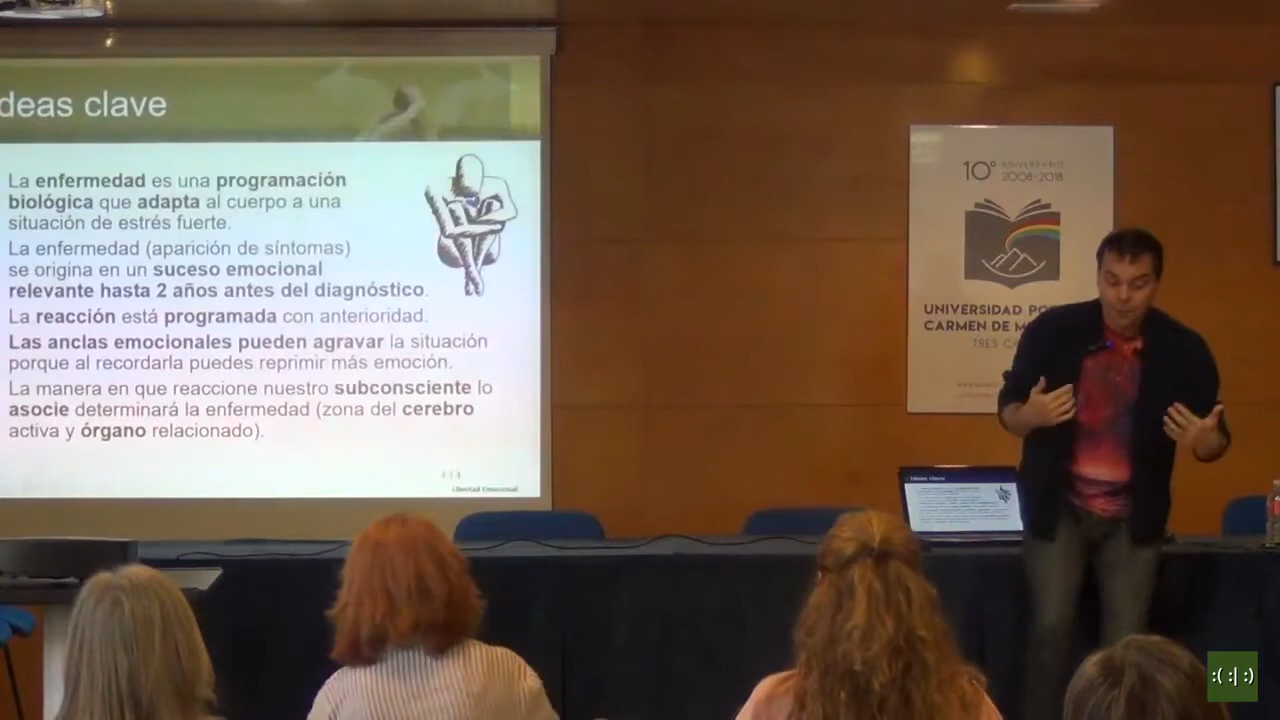 deas clave
La enfermedad es una programación
biológica que adapta al cuerpo a una
situación de estrés fuerte.
La enfermedad (aparición de síntomas)
se origina en un suceso emocional
relevante hasta 2 años antes del diagnóstico.
La reacción está programada con anterioridad.
Las anclas emocionales pueden agravar la situación
porque al recordarla puedes reprimir más emoción.
La manera en que reaccione nuestro subconsciente lo
asocie determinará la enfermedad (zona del cerebro
activa y órgano relacionado).
Libertad Emocional
10º ANIVERSARIO
2008-2018
UNIVERSIDAD PO
CARMEN DE M
TRES C
Ideas clave
:( :| :)